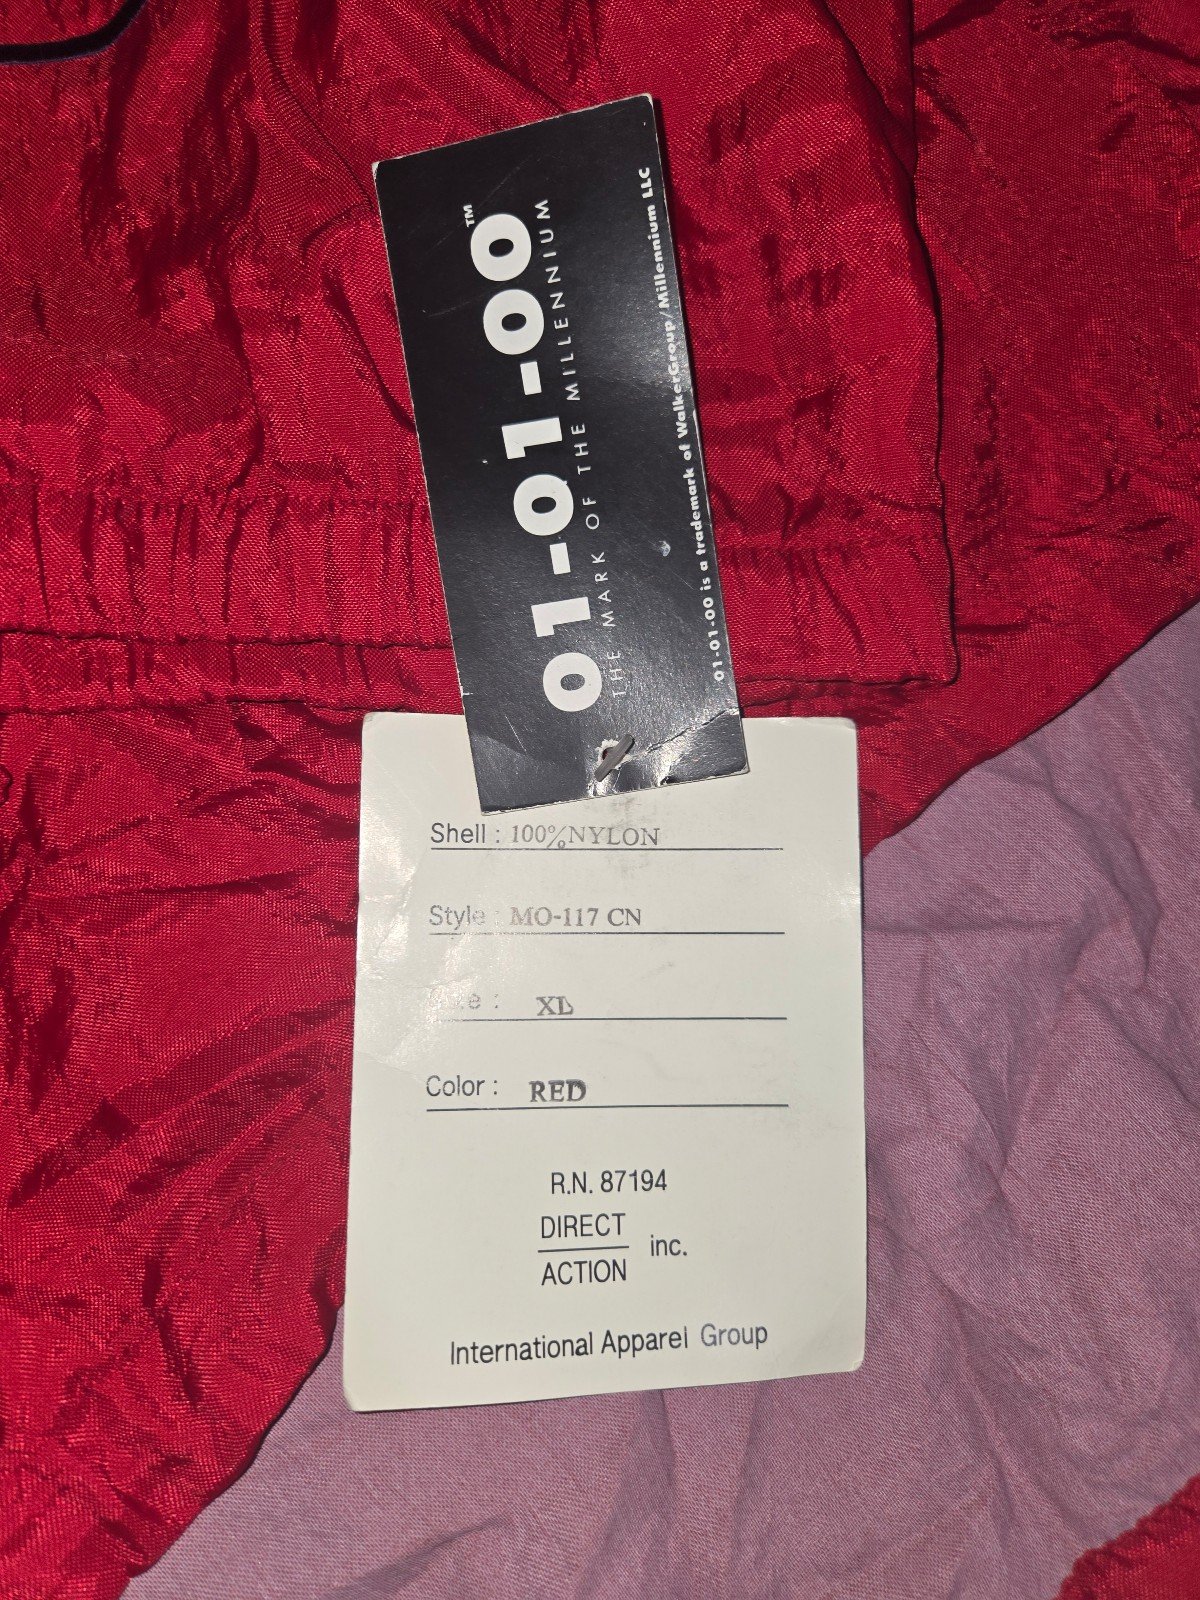 01-01-00™
THE MARK OF THE MILLENNIUM
01-01-00 is a trademark of WalkerGroup/Millennium LLC
Shell : 100%NYLON
Style : MO-117 CN
Size : XL
Color : RED
R.N. 87194
DIRECT
ACTION inc.
International Apparel Group